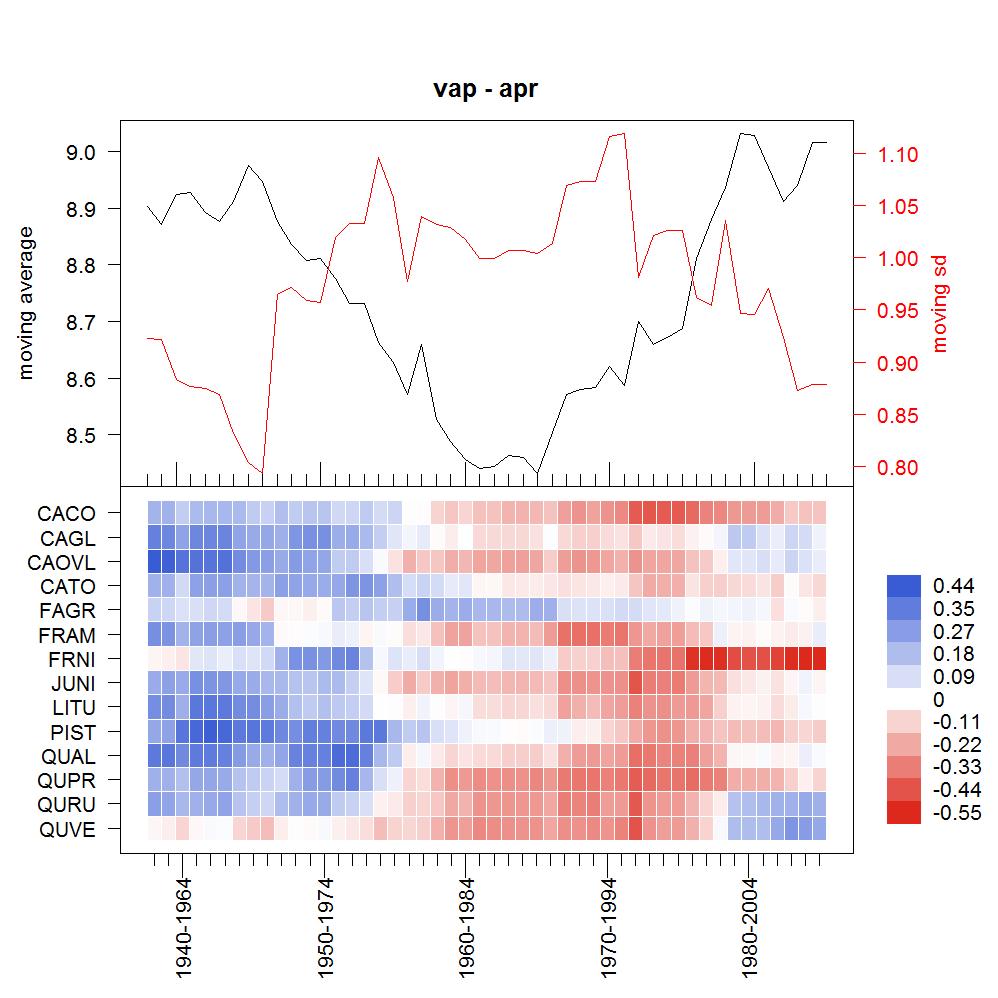 vap - apr
moving average
9.0
8.9
8.8
8.7
8.6
8.5
1.10
1.05
1.00
0.95
0.90
0.85
0.80
moving sd
CACO
CAGL
CAOVL
CATO
FAGR
FRAM
FRNI
JUNI
LITU
PIST
QUAL
QUPR
QURU
QUVE
0.44
0.35
0.27
0.18
0.09
0
-0.11
-0.22
-0.33
-0.44
-0.55
1940-1964
1950-1974
1960-1984
1970-1994
1980-2004